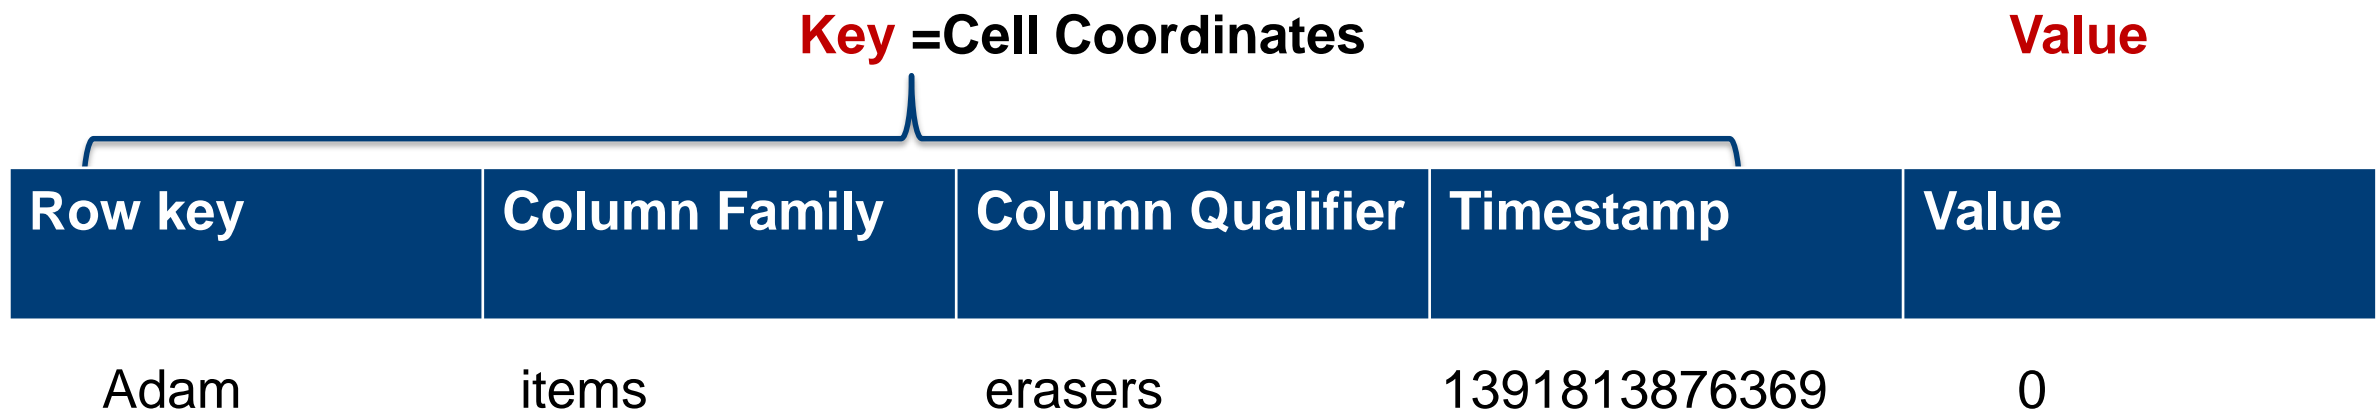 Key =Cell Coordinates Value
Row key Column Family Column Qualifier Timestamp Value
Adam items erasers 1391813876369 0